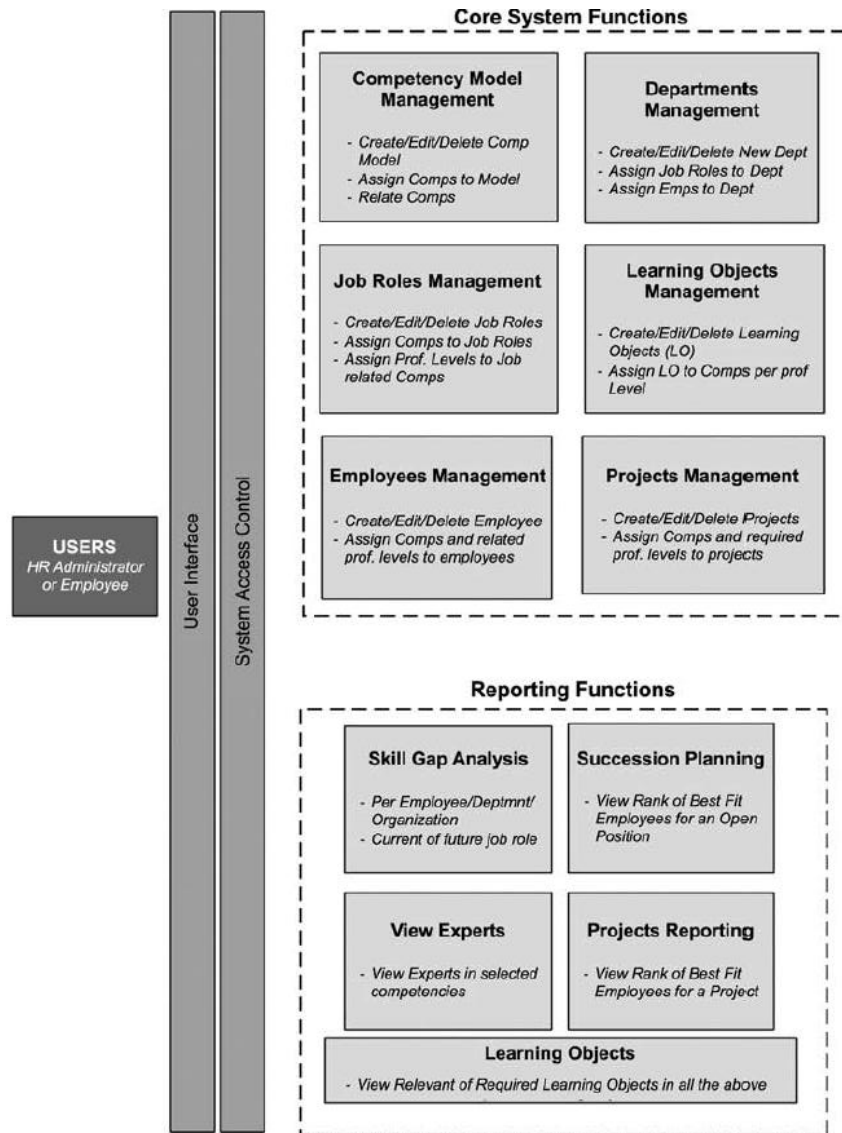 Core System Functions
Competency Model
Management
- Create/Edit/Delete Comp
Model
- Assign Comps to Model
- Relate Comps
Departments
Management
- Create/Edit/Delete New Dept
- Assign Job Roles to Dept
- Assign Emps to Dept
Job Roles Management
- Create/Edit/Delete Job Roles
- Assign Comps to Job Roles
- Assign Prof. Levels to Job
related Comps
Learning Objects
Management
- Create/Edit/Delete Learning
Objects (LO)
- Assign LO to Comps per prof
Level
Employees Management
- Create/Edit/Delete Employee
- Assign Comps and related
prof. levels to employees
Projects Management
- Create/Edit/Delete Projects
- Assign Comps and required
prof. levels to projects
USERS
HR Administrator
or Employee
User Interface
System Access Control
Reporting Functions
Skill Gap Analysis
- Per Employee/Deptmnt/
Organization
- Current of future job role
Succession Planning
- View Rank of Best Fit
Employees for an Open
Position
View Experts
- View Experts in selected
competencies
Projects Reporting
- View Rank of Best Fit
Employees for a Project
Learning Objects
- View Relevant of Required Learning Objects in all the above